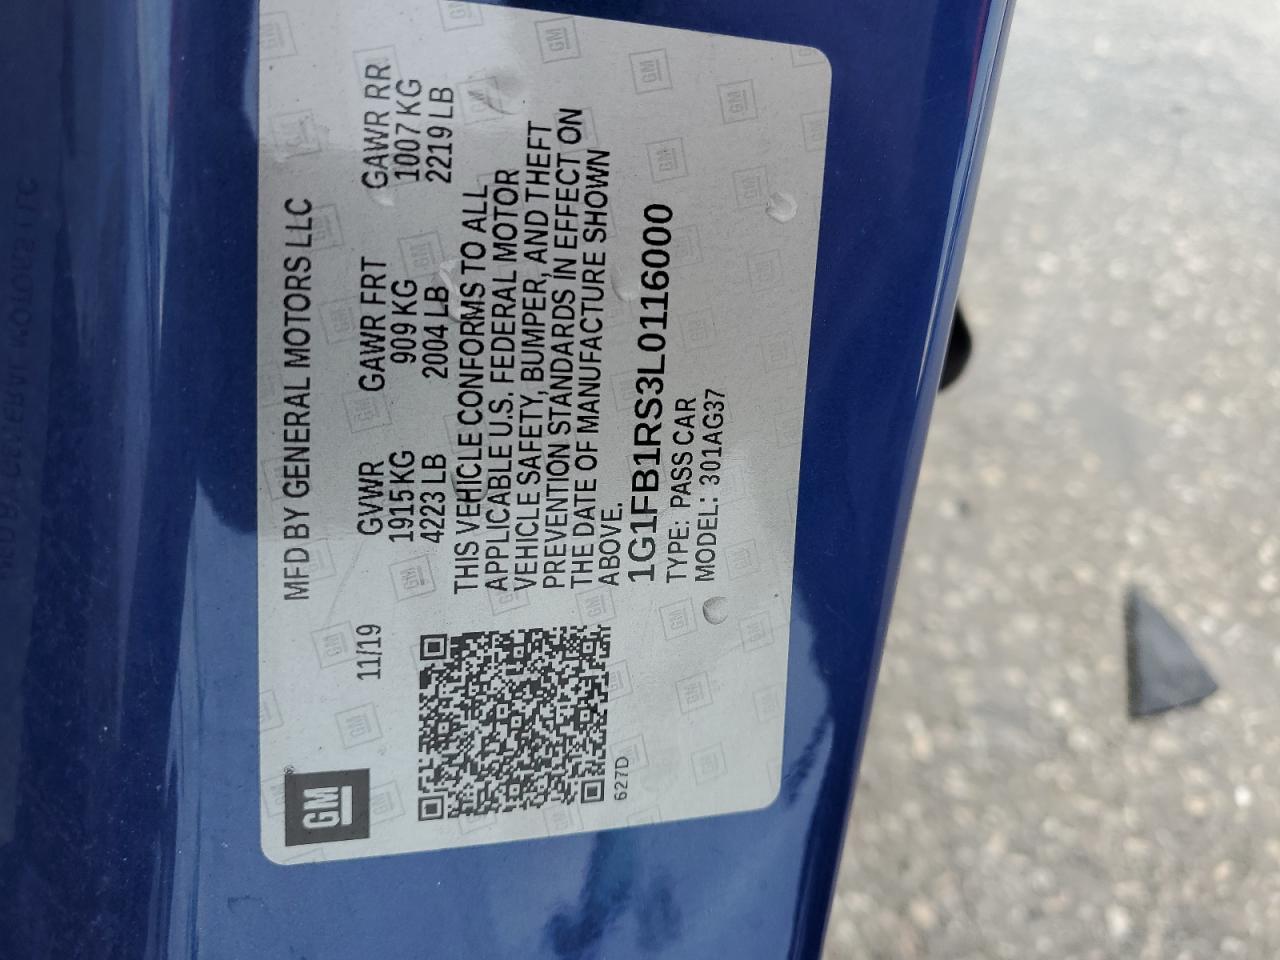 GM
MFD BY GENERAL MOTORS LLC
11/19
GVWR GAWR FRT GAWR RR
1915 KG 909 KG 1007 KG
4223 LB 2004 LB 2219 LB
THIS VEHICLE CONFORMS TO ALL
APPLICABLE U.S. FEDERAL MOTOR
VEHICLE SAFETY, BUMPER, AND THEFT
PREVENTION STANDARDS IN EFFECT ON
THE DATE OF MANUFACTURE SHOWN
ABOVE.
1G1FB1RS3L0116000
TYPE: PASS CAR
MODEL: 301AG37
627D